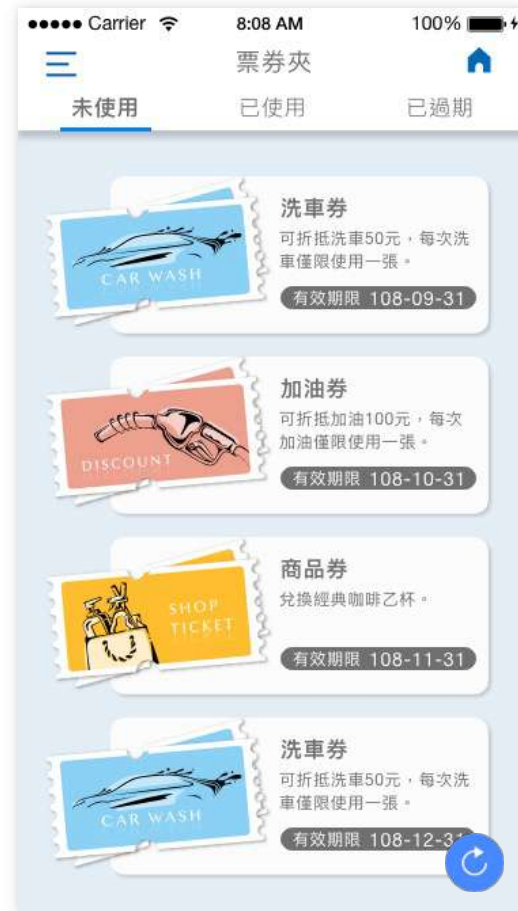 Carrier 8:08 AM 100%
票券夾
未使用 已使用 已過期
CAR WASH
洗車券
可折抵洗車50元，每次洗
車僅限使用一張。
有效期限 108-09-31
DISCOUNT
加油券
可折抵加油100元，每次
加油僅限使用一張。
有效期限 108-10-31
SHOP
TICKET
商品券
兌換經典咖啡乙杯。
有效期限 108-11-31
CAR WASH
洗車券
可折抵洗車50元，每次洗
車僅限使用一張。
有效期限 108-12-31